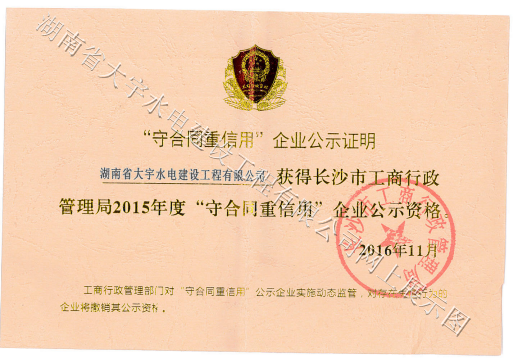 “守合同重信用”企业公示证明
湖南省大宇水电建设工程有限公司 获得长沙市工商行政
管理局2015年度“守合同重信用”企业公示资格。
2016年11月
工商行政管理部门对“守合同重信用”公示企业实施动态监管，对存
企业将撤销其公示资格。
湖南省大宇水电建设工程有限公司网上展示图